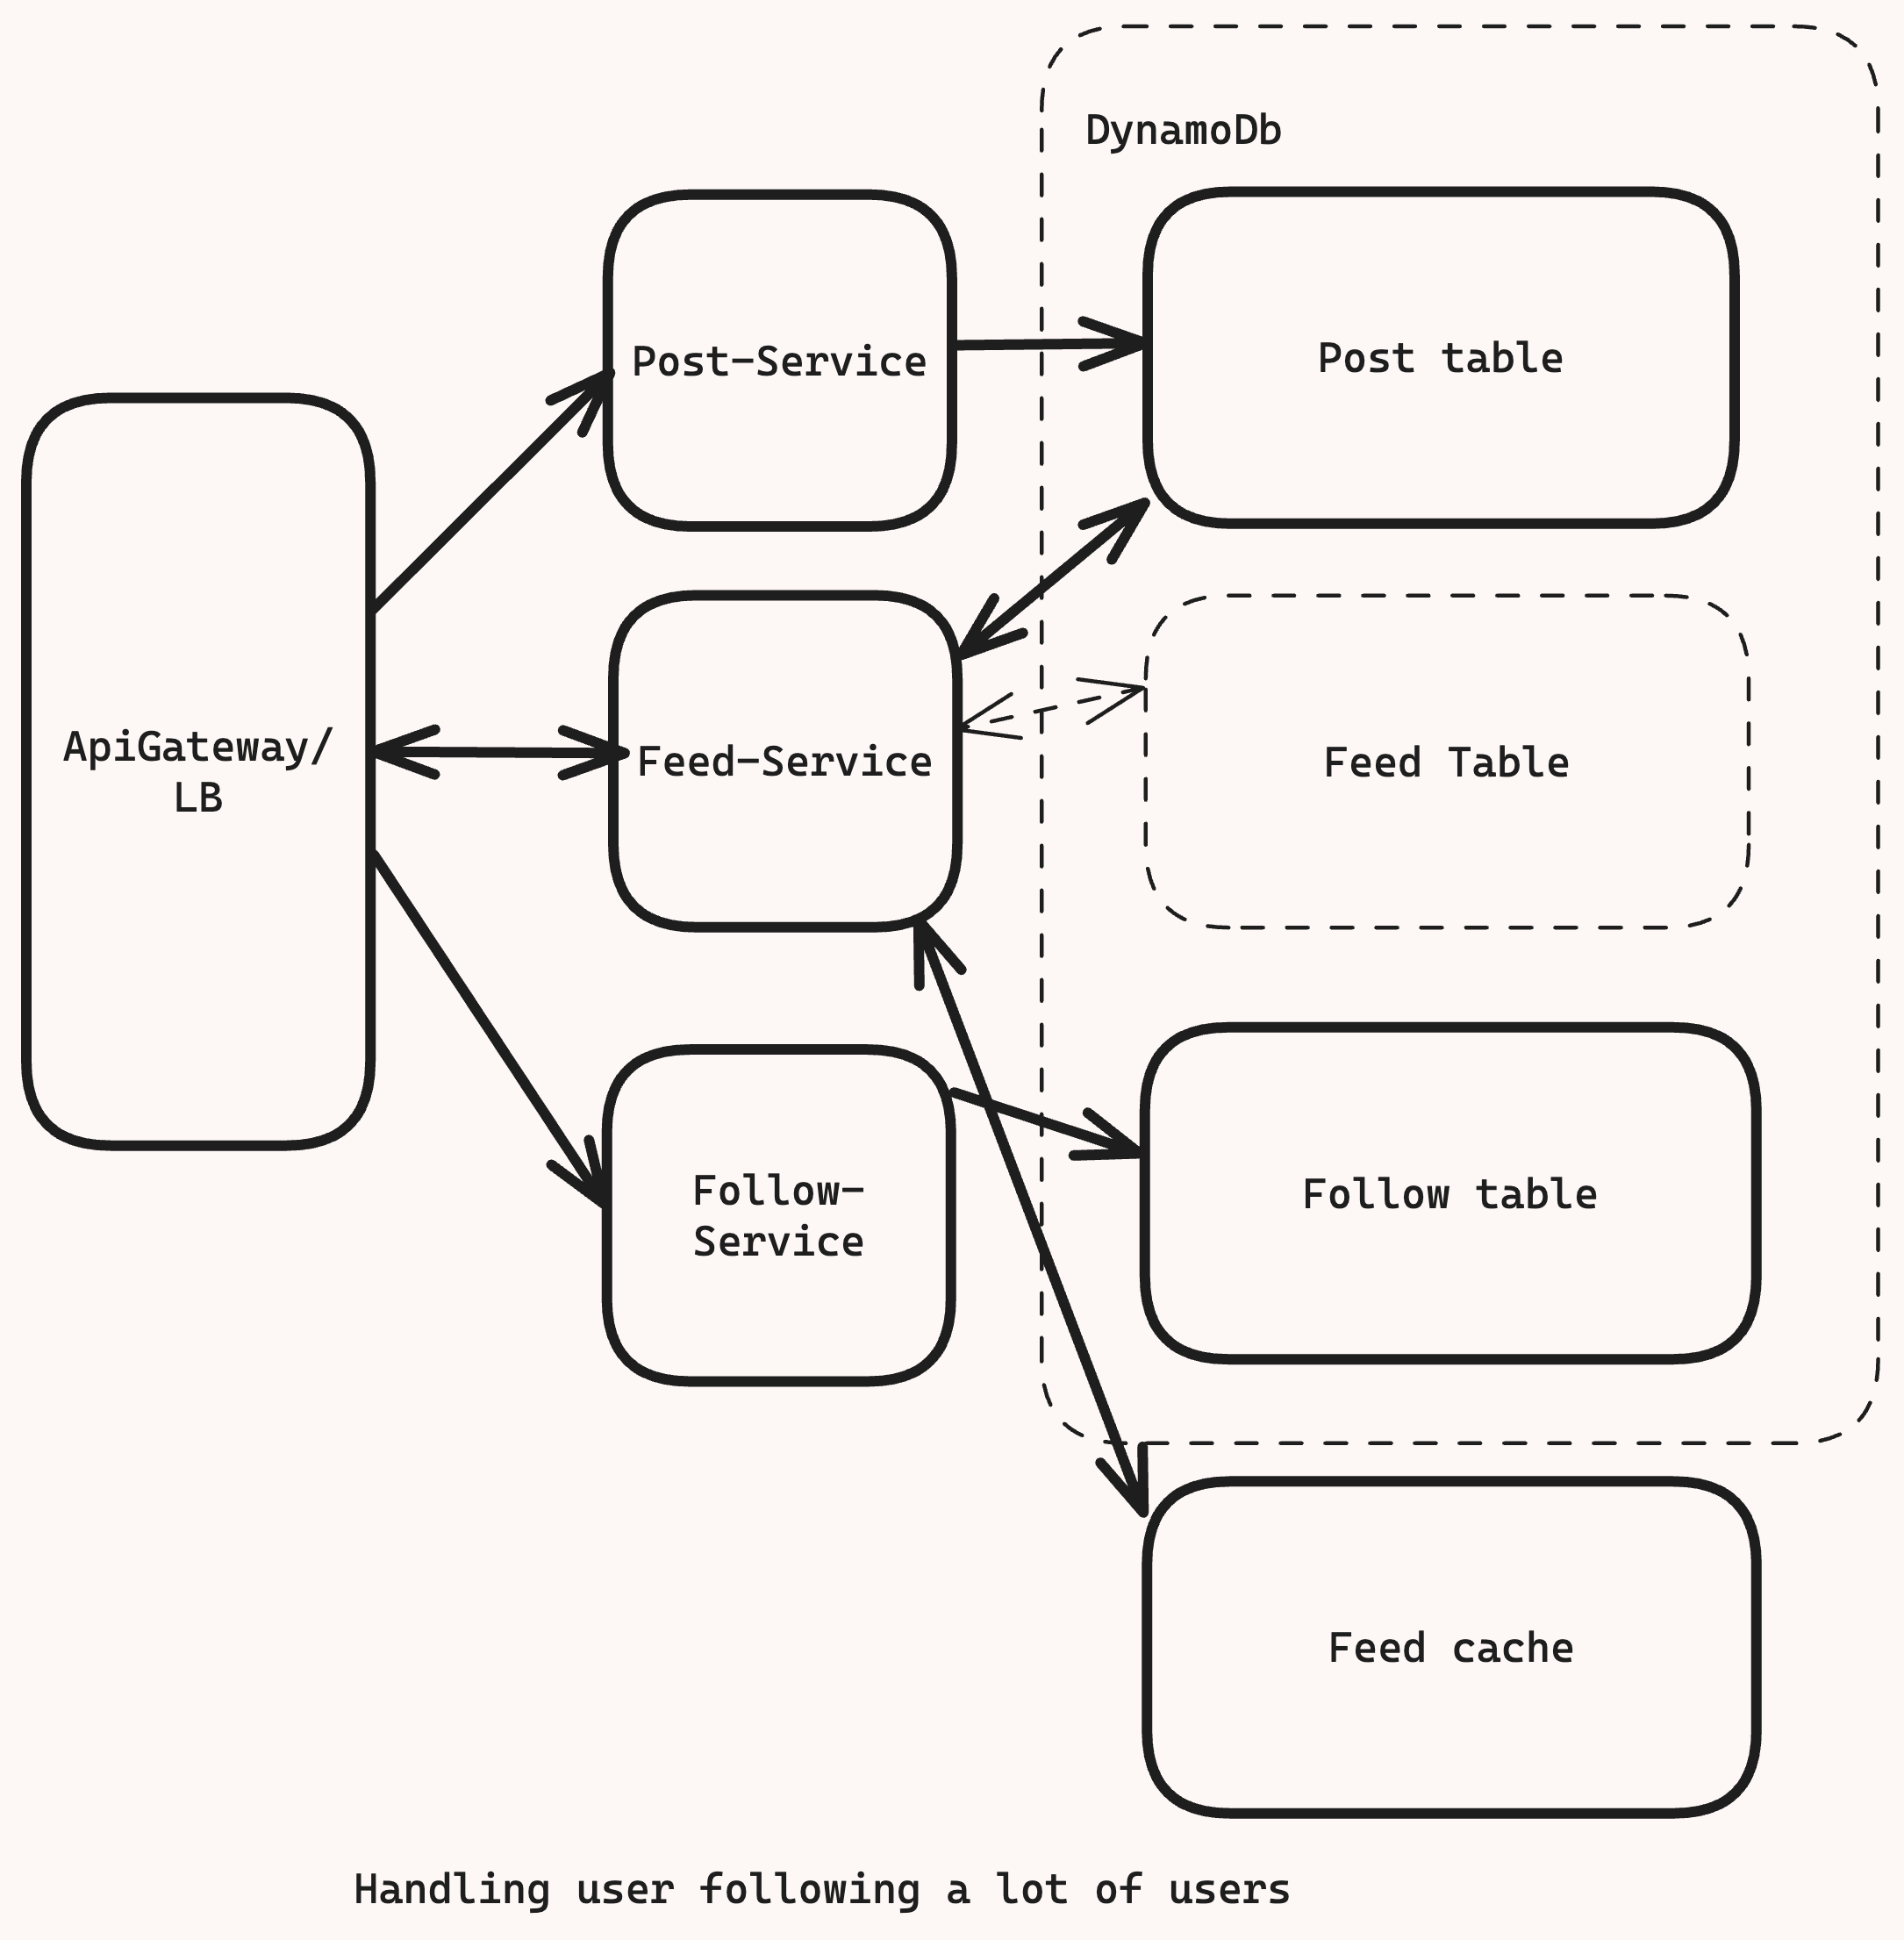 DynamoDb
Post-Service
Post table
ApiGateway/
LB
Feed-Service
Feed Table
Follow-
Service
Follow table
Feed cache
Handling user following a lot of users